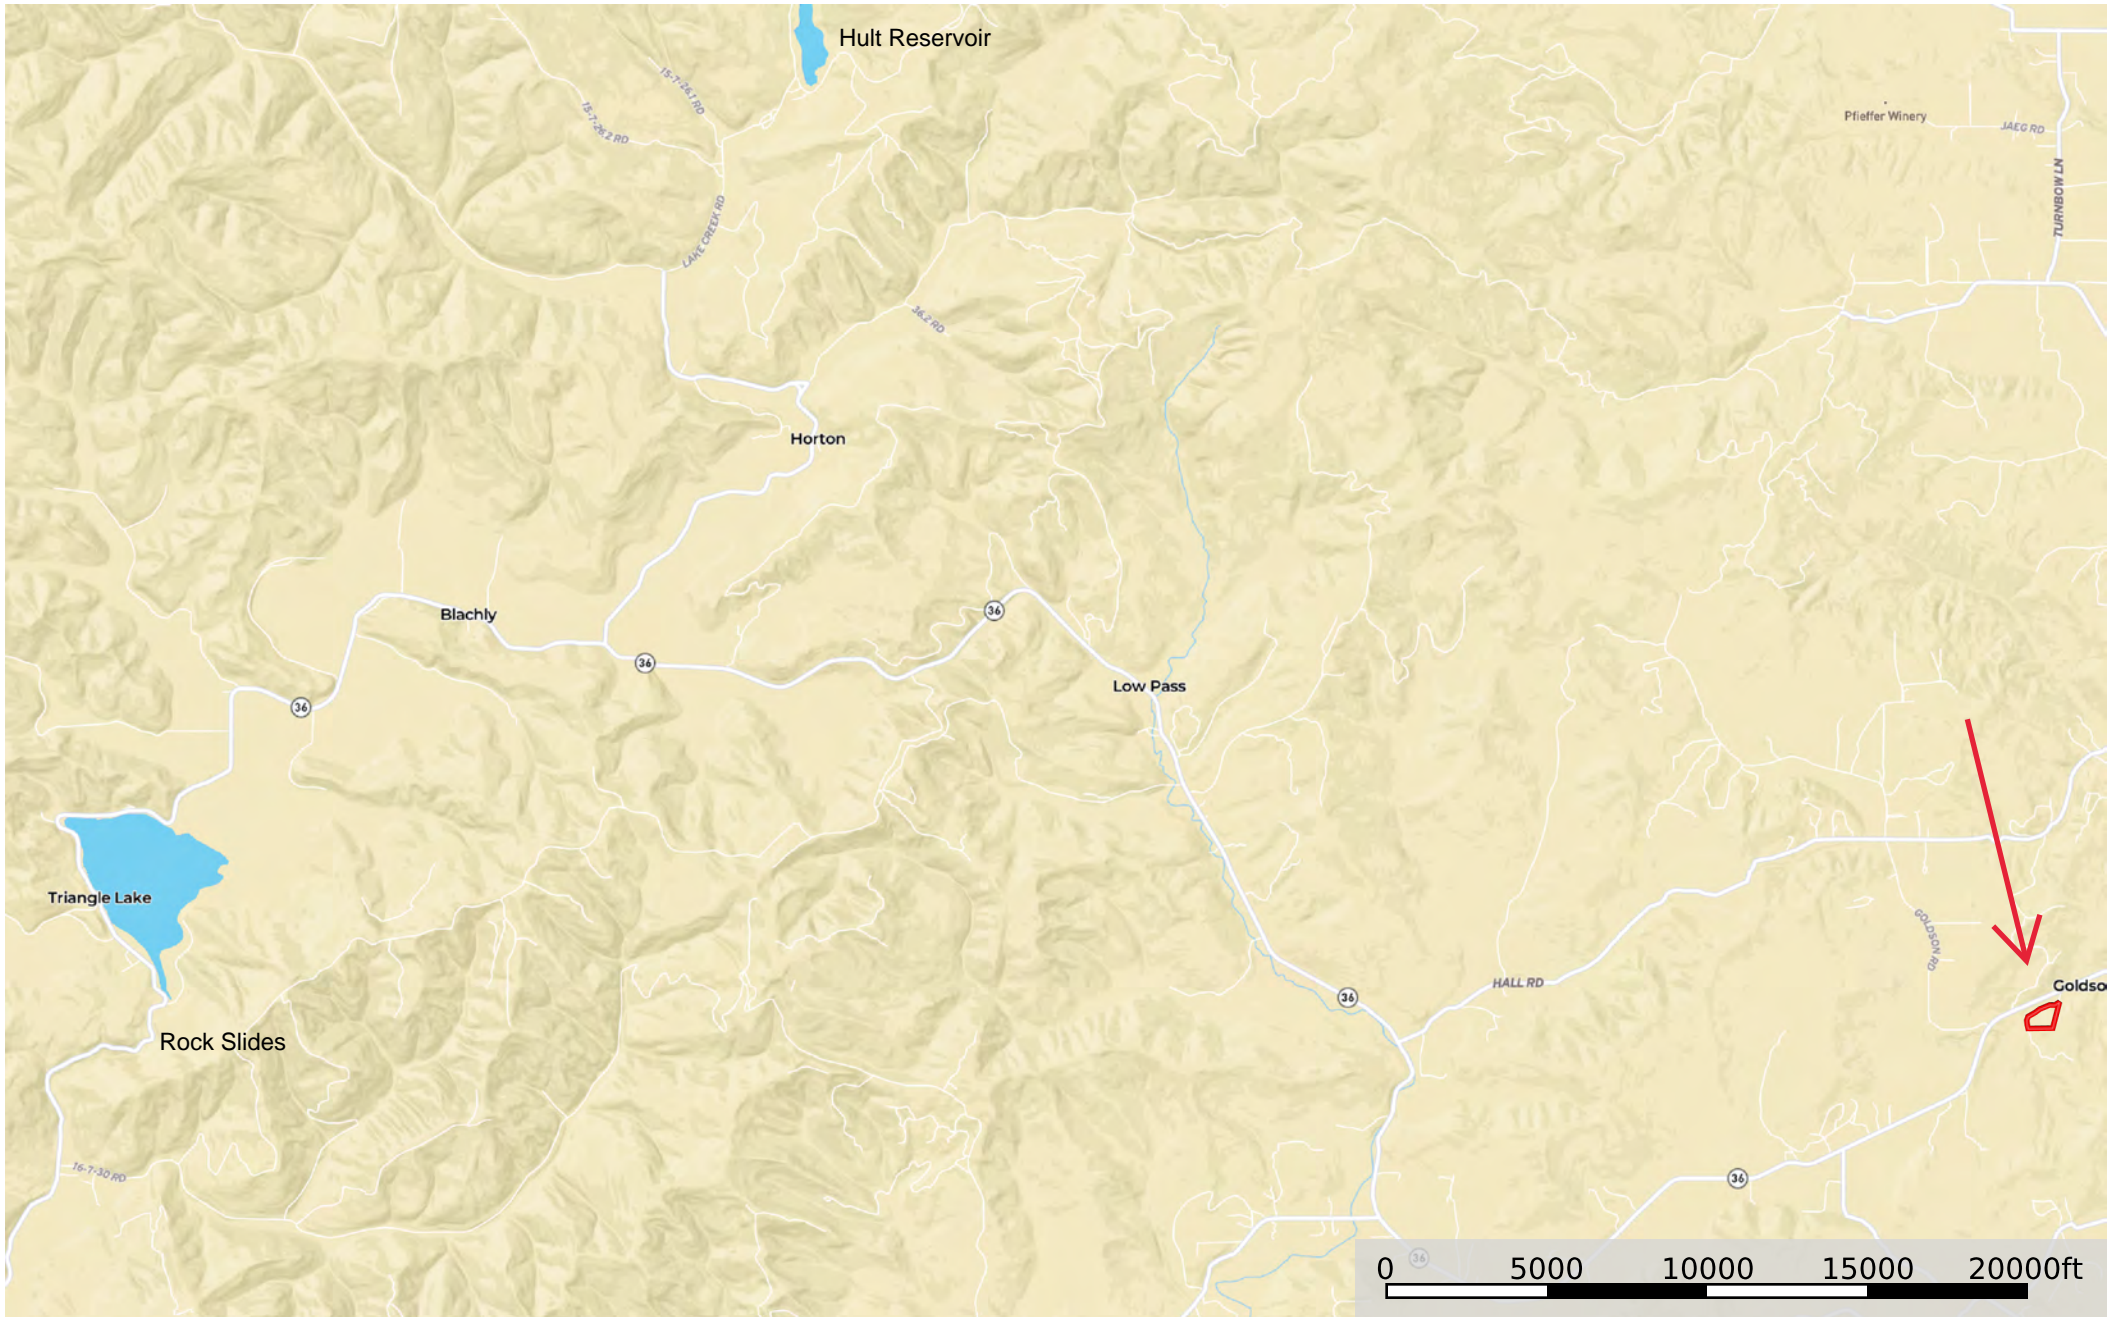 Hult Reservoir
15-7-26.1 RD
15-7-26.2 RD
Pfieffer Winery
JAEG RD
TURNBOW LN
LAKE CREEK RD
36.2 RD
Horton
Blachly
36
36
36
Low Pass
Triangle Lake
GOLDSON RD
HALL RD
36
Goldso
Rock Slides
16-7-30 RD
36
36
0 5000 10000 15000 20000ft